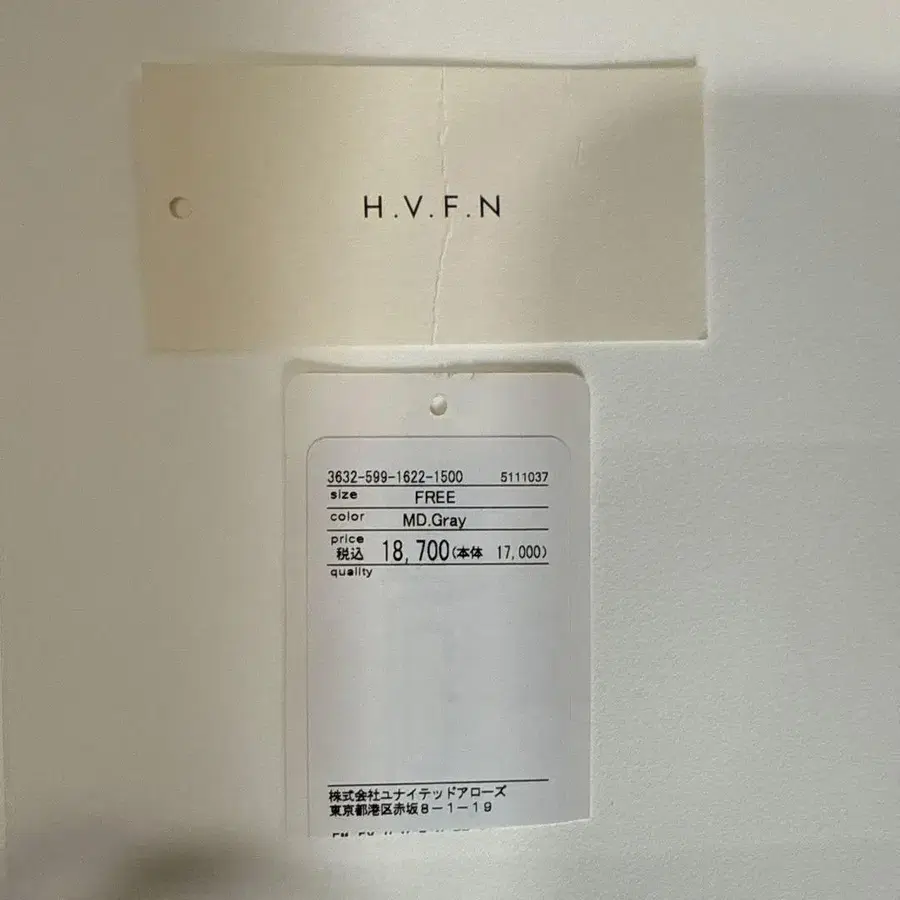 H.V.F.N
3632-599-1622-1500 5111037
size FREE
color MD.Gray
price
税込 18,700(本体 17,000)
quality
株式会社ユナイテッドアローズ
東京都港区赤坂8-1-19